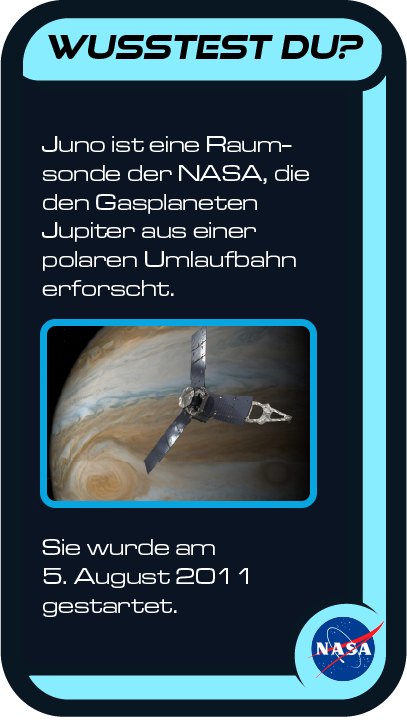 WUSSTEST DU?
Juno ist eine Raum-
sonde der NASA, die
den Gasplaneten
Jupiter aus einer
polaren Umlaufbahn
erforscht.
Sie wurde am
5. August 2011
gestartet.
NASA